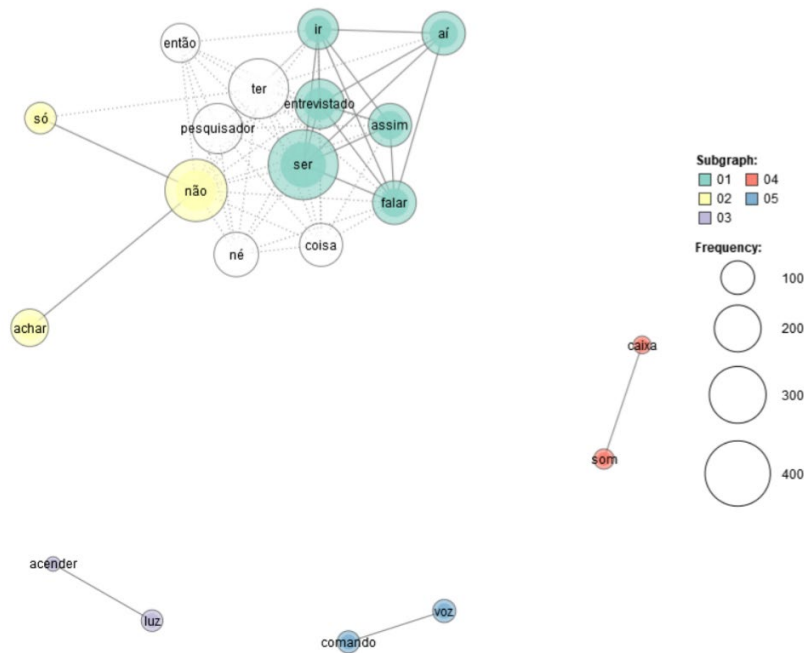 ir
aí
então
ter
entrevistado
só
pesquisador
assim
ser
não
falar
né
coisa
achar
caixa
som
acender
luz
voz
comando
Subgraph:
01 04
02 05
03
Frequency:
100
200
300
400